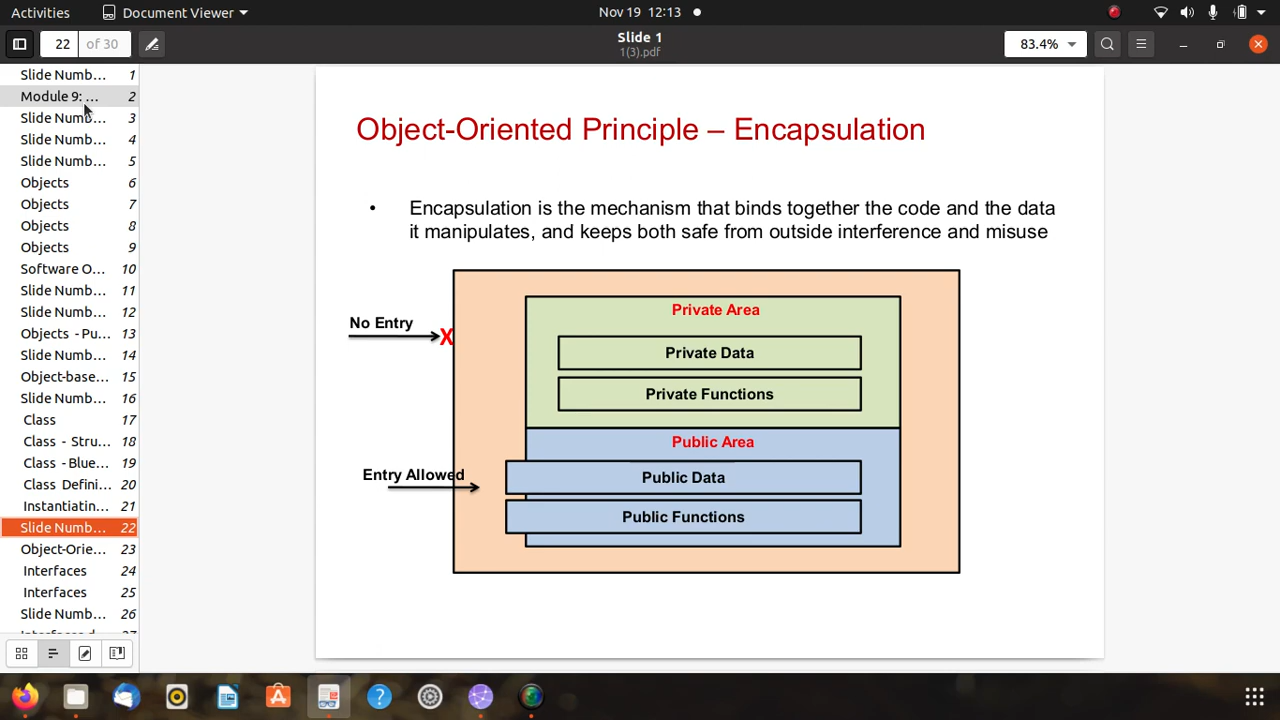 Activities
Document Viewer
Nov 19 12:13
22 of 30
Slide 1
1(3).pdf
83.4%
Slide Numb... 1
Module 9: ... 2
Slide Numb... 3
Slide Numb... 4
Slide Numb... 5
Objects 6
Objects 7
Objects 8
Objects 9
Software O... 10
Slide Numb... 11
Slide Numb... 12
Objects - Pu... 13
Slide Numb... 14
Object-base... 15
Slide Numb... 16
Class 17
Class - Stru... 18
Class - Blue... 19
Class Defini... 20
Instantiatin... 21
Slide Numb... 22
Object-Orie... 23
Interfaces 24
Interfaces 25
Slide Numb... 26
Object-Oriented Principle – Encapsulation
• Encapsulation is the mechanism that binds together the code and the data
it manipulates, and keeps both safe from outside interference and misuse
No Entry
X
Private Area
Private Data
Private Functions
Public Area
Entry Allowed
Public Data
Public Functions